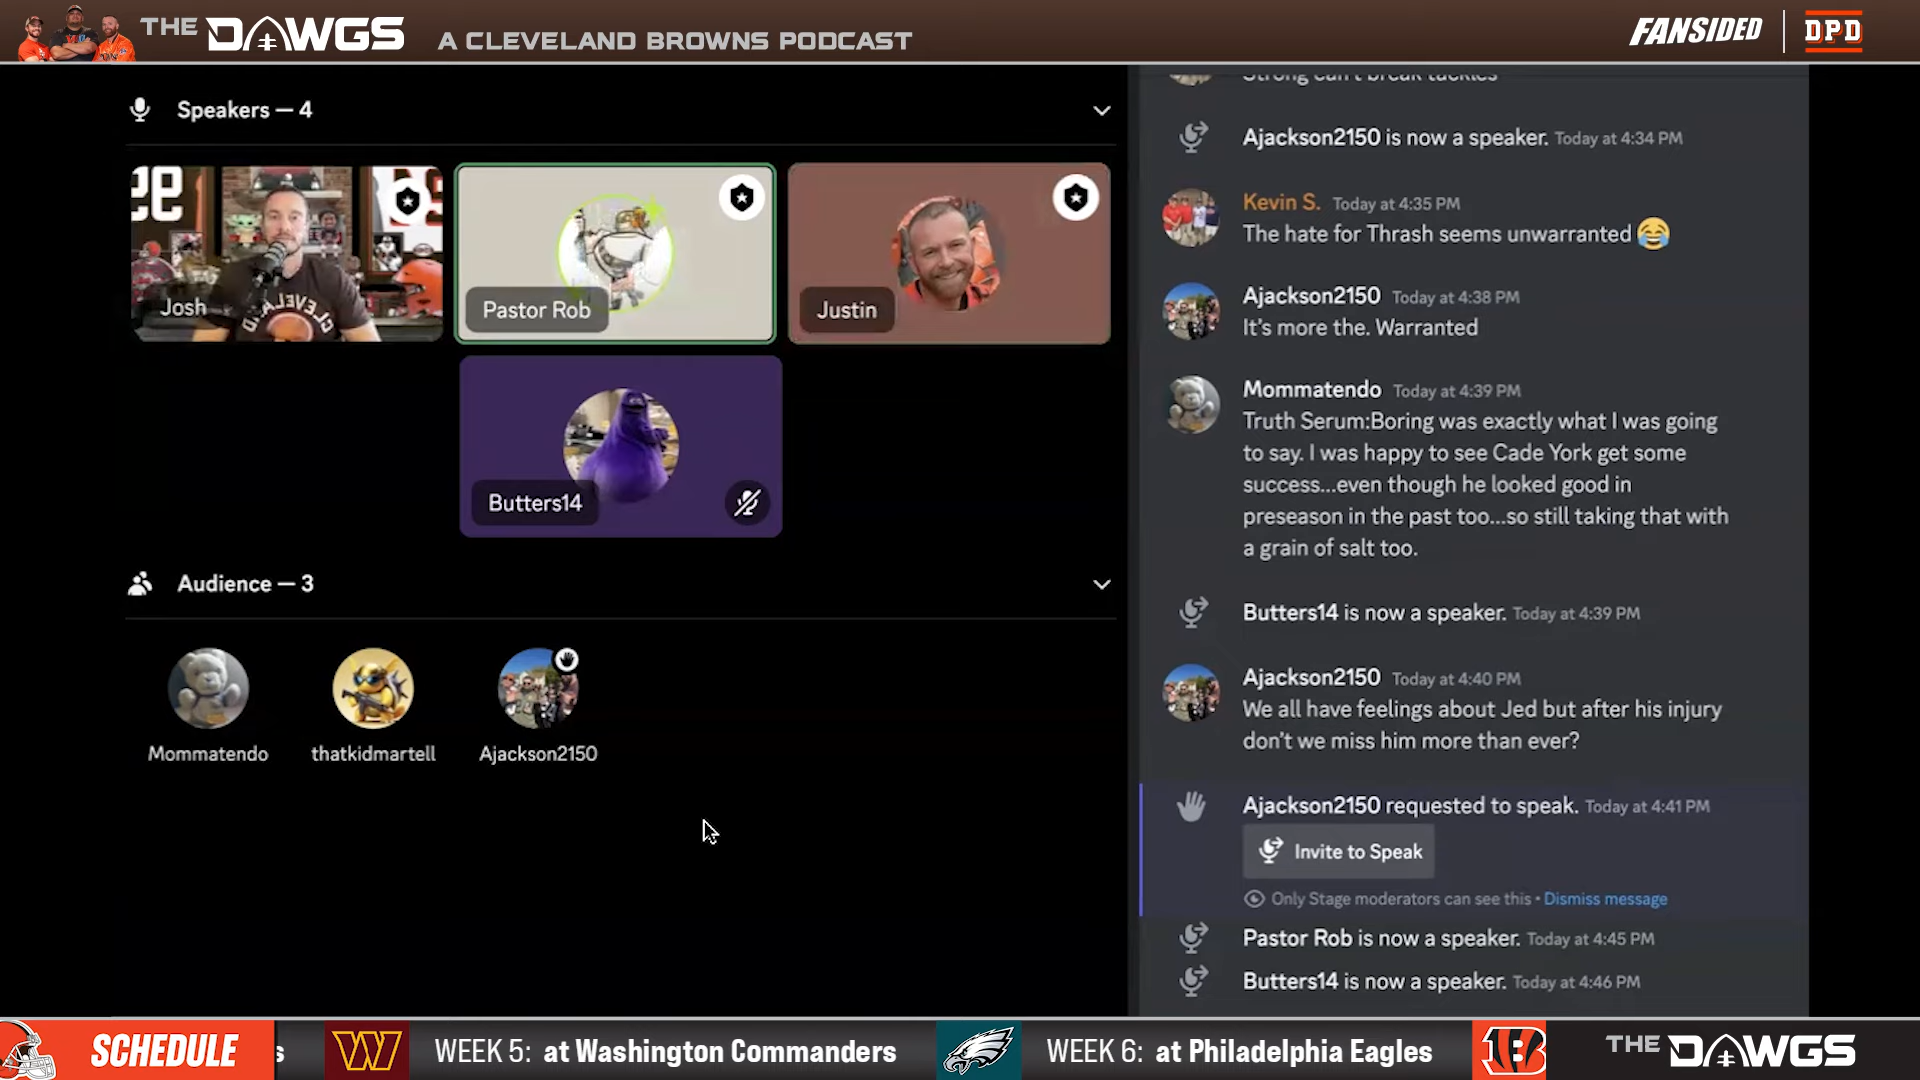 THE DAWGS A CLEVELAND BROWNS PODCAST
FANSIDED DPD
Speakers — 4
Josh
Pastor Rob
Justin
Butters14
Audience — 3
Mommatendo
thatkidmartell
Ajackson2150
Strong can't break tackles
Ajackson2150 is now a speaker. Today at 4:34 PM
Kevin S. Today at 4:35 PM
The hate for Thrash seems unwarranted 😂
Ajackson2150 Today at 4:38 PM
It's more the. Warranted
Mommatendo Today at 4:39 PM
Truth Serum:Boring was exactly what I was going
to say. I was happy to see Cade York get some
success...even though he looked good in
preseason in the past too...so still taking that with
a grain of salt too.
Butters14 is now a speaker. Today at 4:39 PM
Ajackson2150 Today at 4:40 PM
We all have feelings about Jed but after his injury
don't we miss him more than ever?
Ajackson2150 requested to speak. Today at 4:41 PM
Invite to Speak
Only Stage moderators can see this • Dismiss message
Pastor Rob is now a speaker. Today at 4:45 PM
Butters14 is now a speaker. Today at 4:46 PM
SCHEDULE s W WEEK 5: at Washington Commanders WEEK 6: at Philadelphia Eagles B THE DAWGS